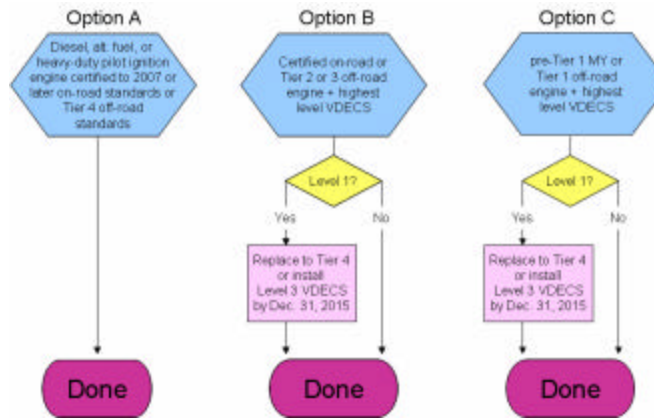 Option A
Diesel, alt. fuel, or
heavy-duty pilot ignition
engine certified to 2007 or
later on-road standards or
Tier 4 off-road
standards
Done
Option B
Certified on-road or
Tier 2 or 3 off-road
engine + highest
level VDECS
Level 1?
Yes
No
Replace to Tier 4
or install
Level 3 VDECS
by Dec. 31, 2015
Done
Option C
pre-Tier 1 MY or
Tier 1 off-road
engine + highest
level VDECS
Level 1?
Yes
No
Replace to Tier 4
or install
Level 3 VDECS
by Dec. 31, 2015
Done